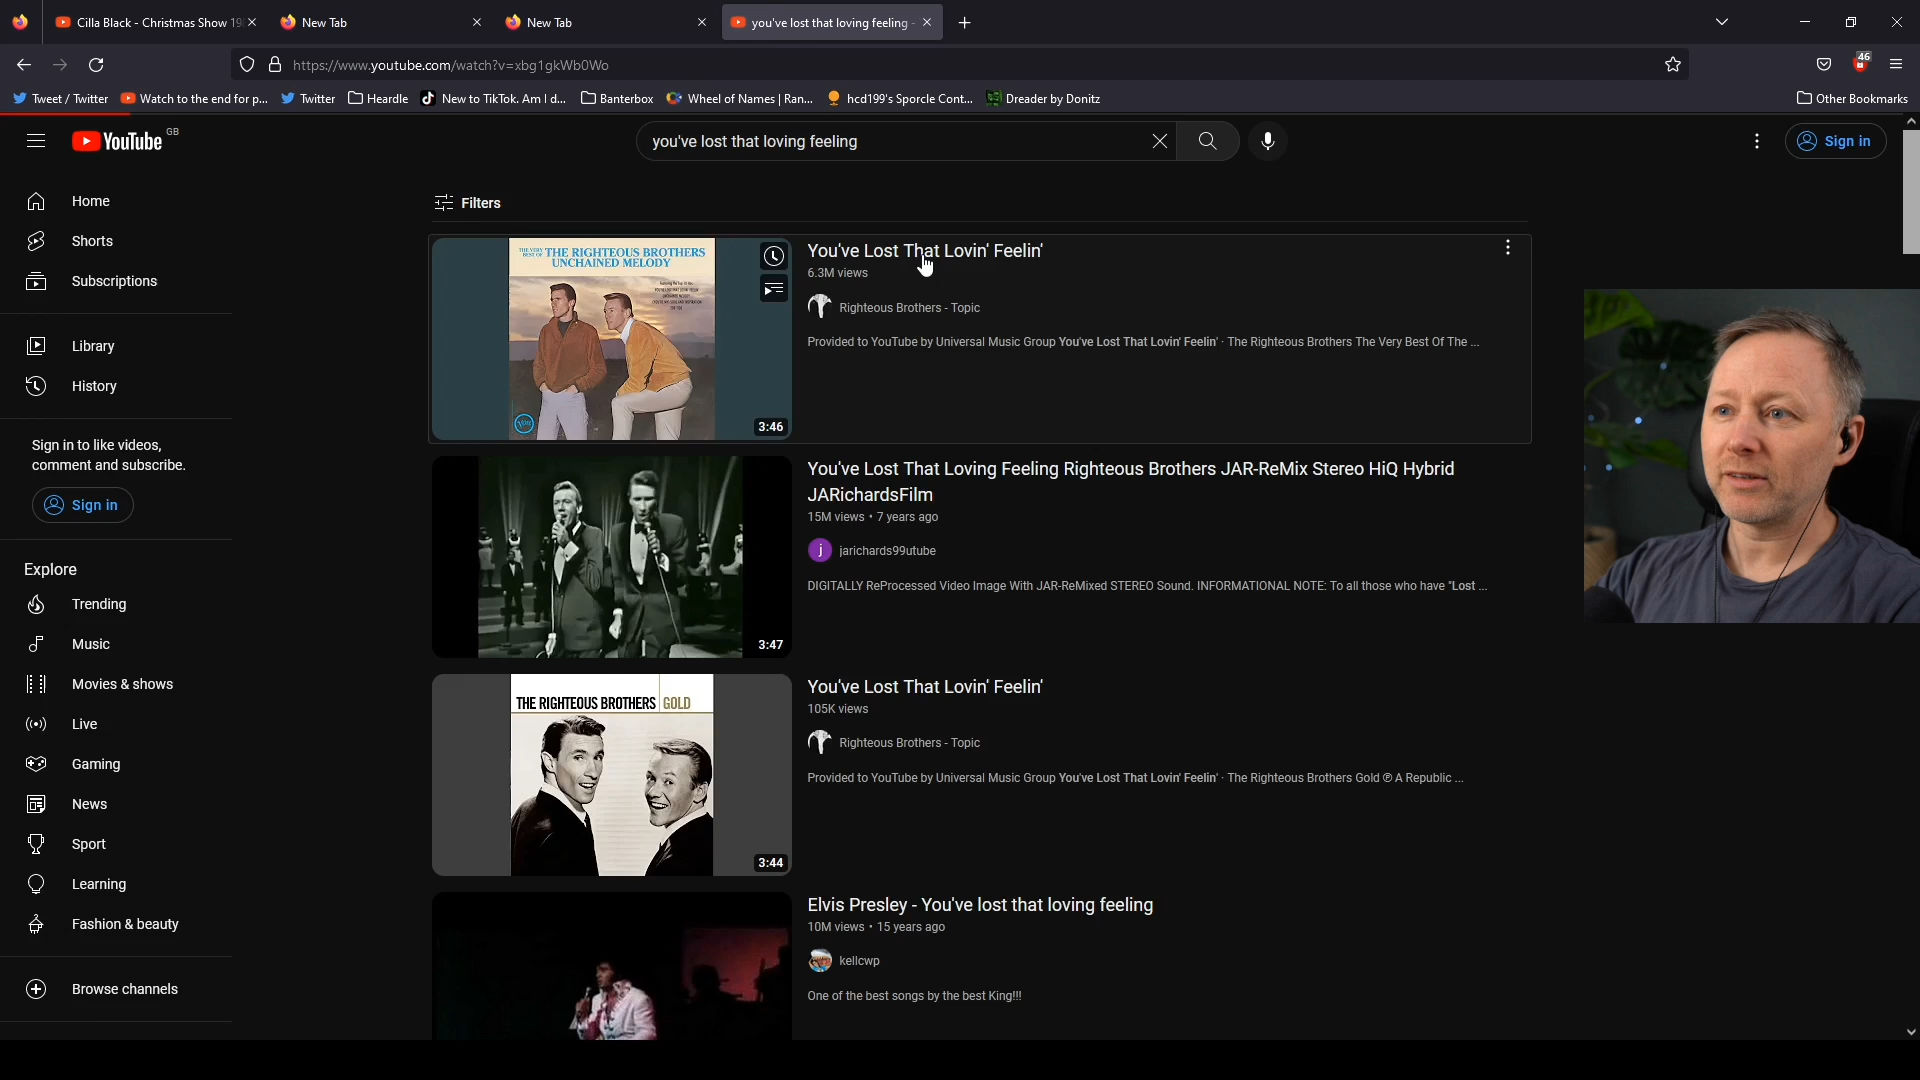 Cilla Black - Christmas Show 19
New Tab
New Tab
you've lost that loving feeling -
https://www.youtube.com/watch?v=xbg1gkWb0Wo
46
Tweet / Twitter
Watch to the end for p...
Twitter
Heardle
New to TikTok. Am I d...
Banterbox
Wheel of Names | Ran...
hcd199's Sporcle Cont...
Dreader by Donitz
Other Bookmarks
YouTube GB
you've lost that loving feeling
Sign in
Home
Shorts
Subscriptions
Library
History
Sign in to like videos,
comment and subscribe.
Sign in
Explore
Trending
Music
Movies & shows
Live
Gaming
News
Sport
Learning
Fashion & beauty
Browse channels
Filters
THE VERY BEST OF THE RIGHTEOUS BROTHERS
UNCHAINED MELODY
3:46
You've Lost That Lovin' Feelin'
6.3M views
Righteous Brothers - Topic
Provided to YouTube by Universal Music Group You've Lost That Lovin' Feelin' · The Righteous Brothers The Very Best Of The ...
3:47
You've Lost That Loving Feeling Righteous Brothers JAR-ReMix Stereo HiQ Hybrid
JARichardsFilm
15M views • 7 years ago
j
jarichards99utube
DIGITALLY ReProcessed Video Image With JAR-ReMixed STEREO Sound. INFORMATIONAL NOTE: To all those who have "Lost ...
THE RIGHTEOUS BROTHERS GOLD
3:44
You've Lost That Lovin' Feelin'
105K views
Righteous Brothers - Topic
Provided to YouTube by Universal Music Group You've Lost That Lovin' Feelin' · The Righteous Brothers Gold ℗ A Republic ...
Elvis Presley - You've lost that loving feeling
10M views • 15 years ago
kellcwp
One of the best songs by the best King!!!